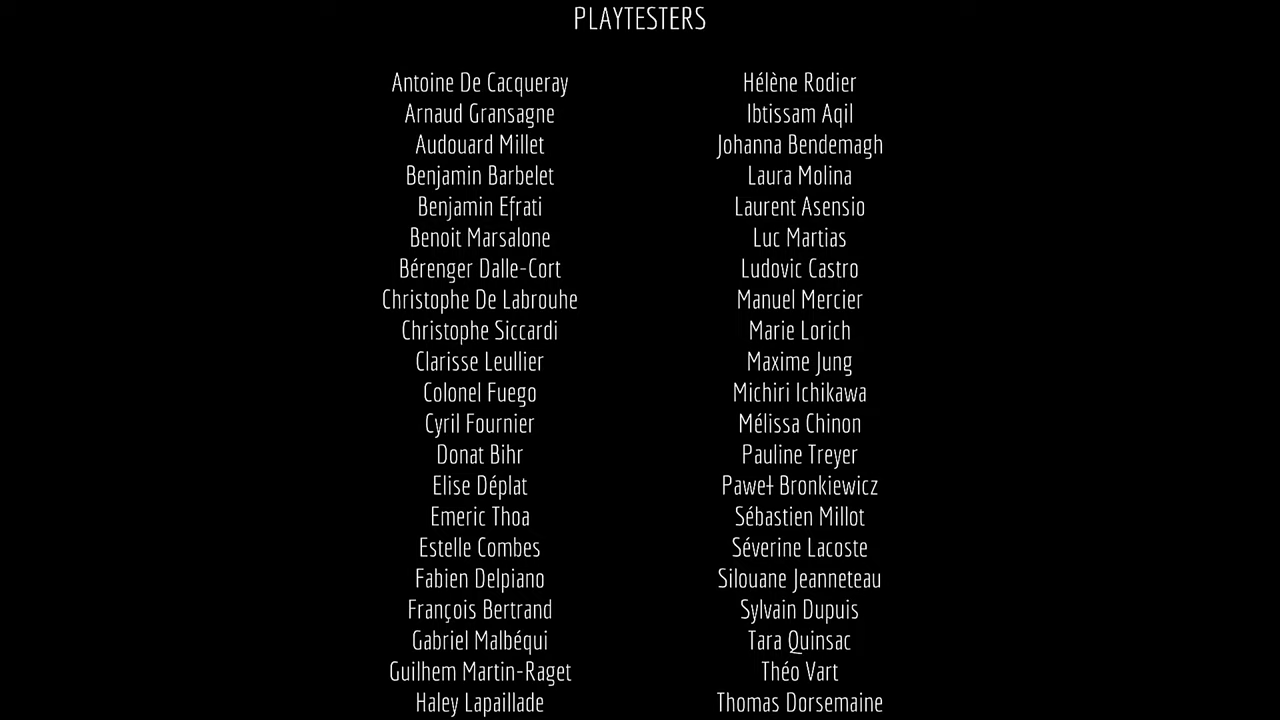 PLAYTESTERS
Antoine De Cacqueray
Arnaud Gransagne
Audouard Millet
Benjamin Barbelet
Benjamin Efrati
Benoit Marsalone
Bérenger Dalle-Cort
Christophe De Labrouhe
Christophe Siccardi
Clarisse Leullier
Colonel Fuego
Cyril Fournier
Donat Bihr
Elise Déplat
Emeric Thoa
Estelle Combes
Fabien Delpiano
François Bertrand
Gabriel Malbéqui
Guilhem Martin-Raget
Haley Lapaillade
Hélène Rodier
Ibtissam Aqil
Johanna Bendemagh
Laura Molina
Laurent Asensio
Luc Martias
Ludovic Castro
Manuel Mercier
Marie Lorich
Maxime Jung
Michiri Ichikawa
Mélissa Chinon
Pauline Treyer
Paweł Bronkiewicz
Sébastien Millot
Séverine Lacoste
Silouane Jeanneteau
Sylvain Dupuis
Tara Quinsac
Théo Vart
Thomas Dorsemaine